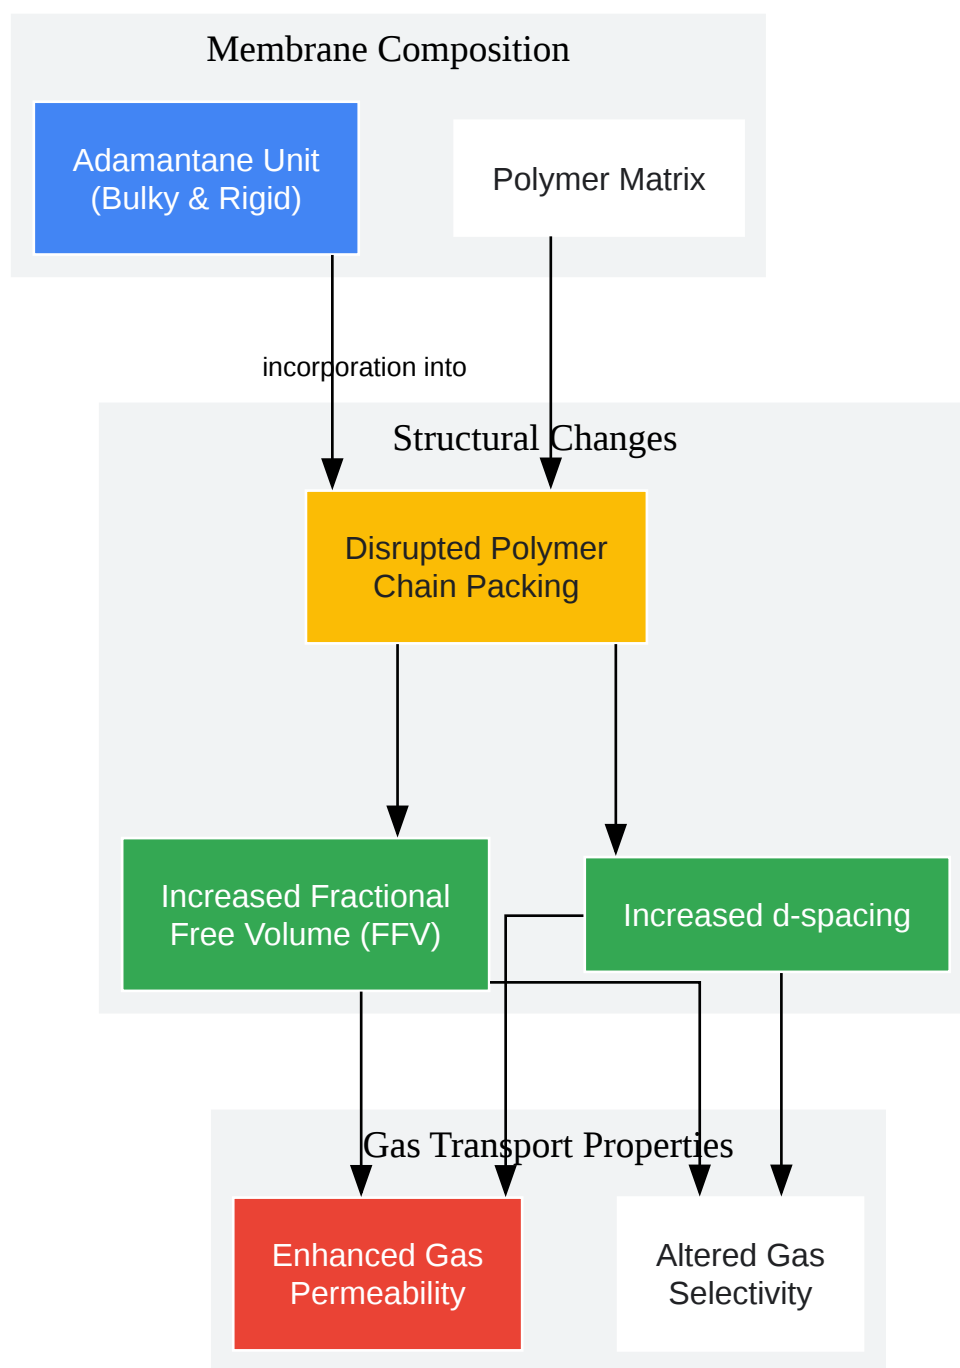 Membrane Composition
Adamantane Unit
(Bulky & Rigid)
Polymer Matrix
incorporation into
Structural Changes
Disrupted Polymer
Chain Packing
Increased Fractional
Free Volume (FFV)
Increased d-spacing
Gas Transport Properties
Enhanced Gas
Permeability
Altered Gas
Selectivity